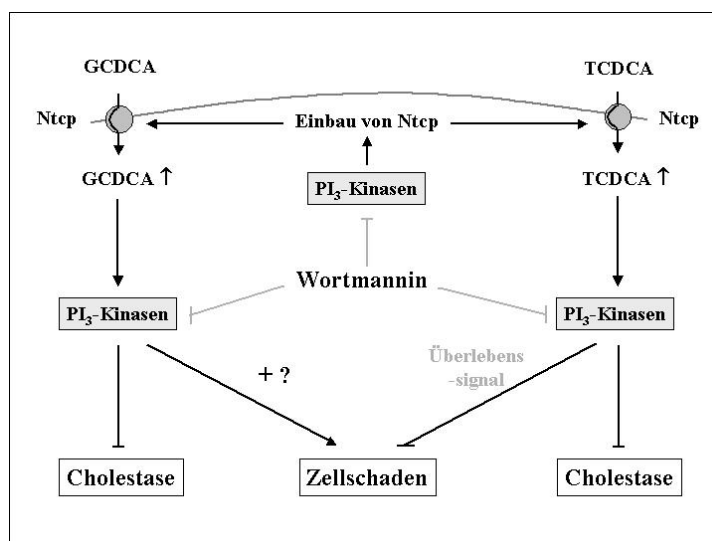 GCDCA
TCDCA
Ntcp
Einbau von Ntcp
Ntcp
GCDCA ↑
PI3-Kinasen
TCDCA ↑
Wortmannin
PI3-Kinasen
PI3-Kinasen
+ ?
Überlebens
-signal
Cholestase
Zellschaden
Cholestase